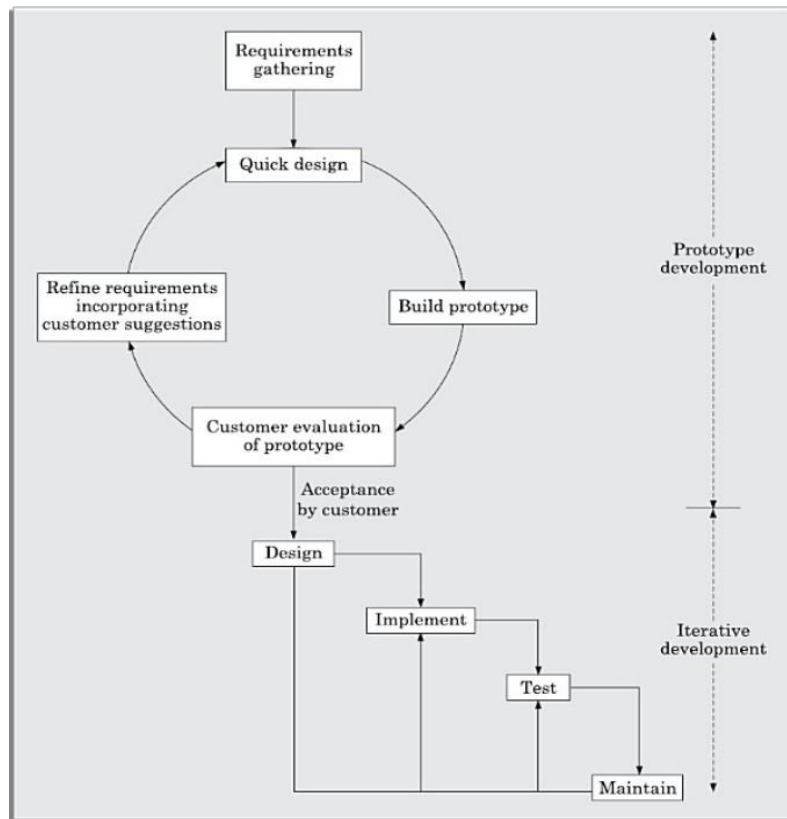 Requirements
gathering
Quick design
Prototype
development
Refine requirements
incorporating
customer suggestions
Build prototype
Customer evaluation
of prototype
Acceptance
by customer
Design
Implement
Iterative
development
Test
Maintain